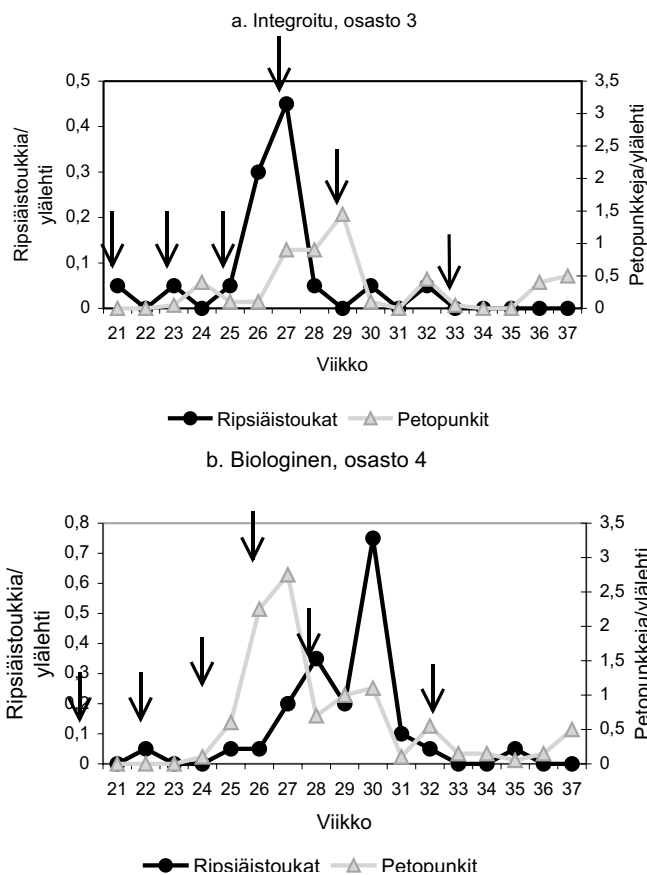 a. Integroitu, osasto 3
Ripsiäistoukkia/
ylälehti
0,5
0,4
0,3
0,2
0,1
0
3,5
3
2,5
2
1,5
1
0,5
0
Petopunkkeja/ylälehti
21 22 23 24 25 26 27 28 29 30 31 32 33 34 35 36 37
Viikko
Ripsiäistoukat Petopunkit
b. Biologinen, osasto 4
Ripsiäistoukkia/
ylälehti
0,8
0,7
0,6
0,5
0,4
0,3
0,2
0,1
0
3,5
3
2,5
2
1,5
1
0,5
0
Petopunkkeja/ylälehti
21 22 23 24 25 26 27 28 29 30 31 32 33 34 35 36 37
Viikko
Ripsiäistoukat Petopunkit